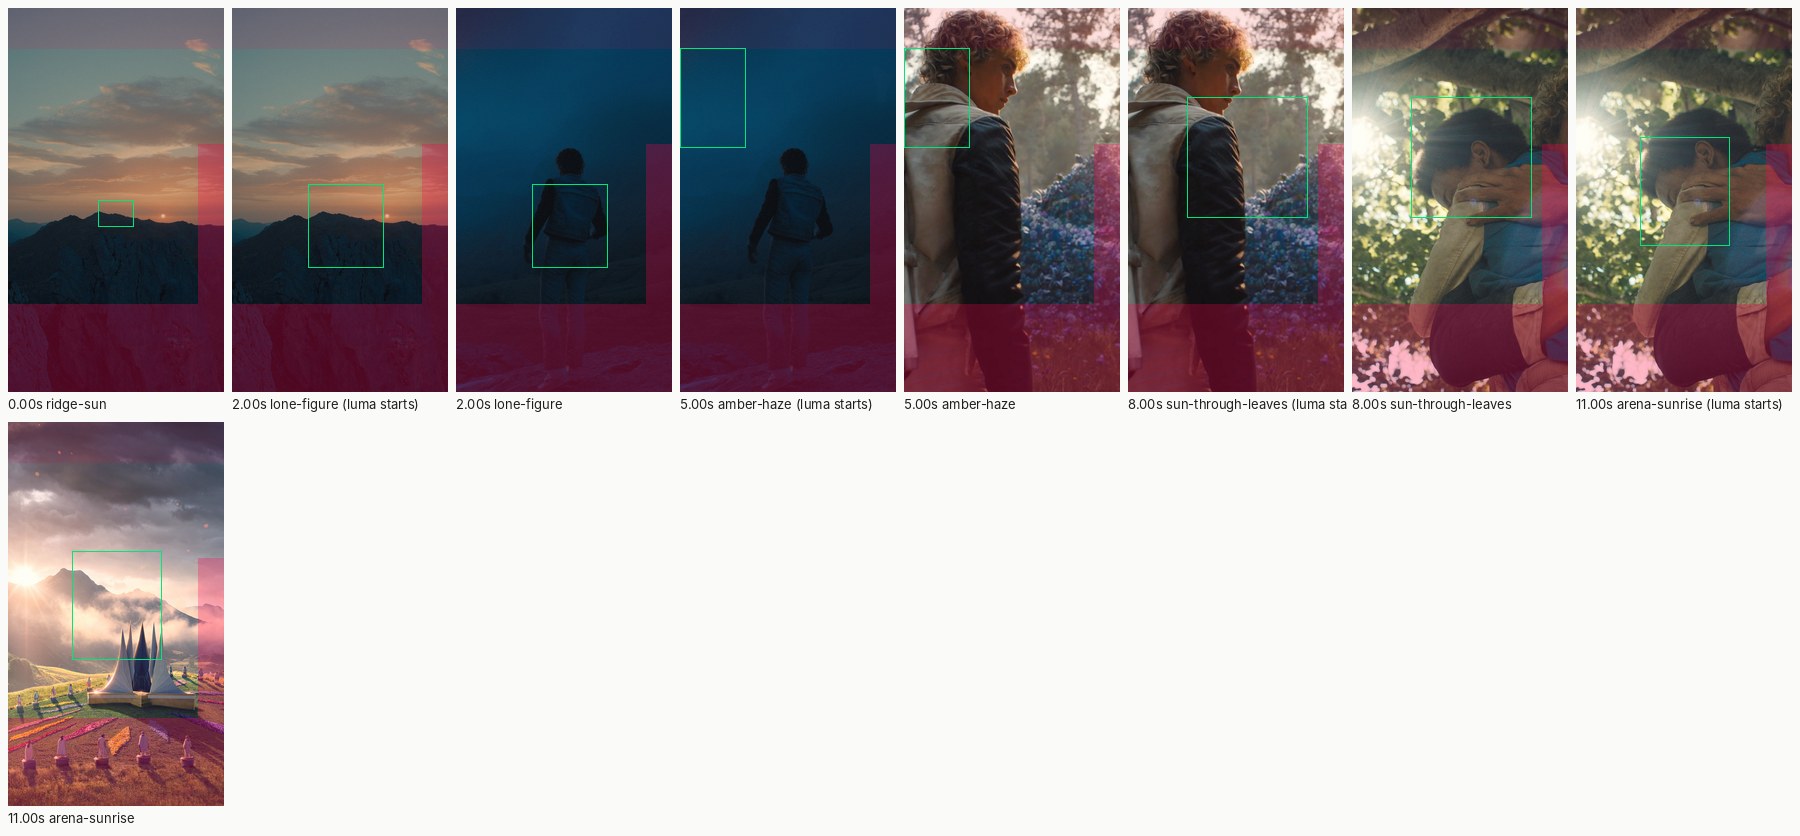 0.00s ridge-sun
2.00s lone-figure (luma starts)
2.00s lone-figure
5.00s amber-haze (luma starts)
5.00s amber-haze
8.00s sun-through-leaves (luma sta
8.00s sun-through-leaves
11.00s arena-sunrise (luma starts)
11.00s arena-sunrise